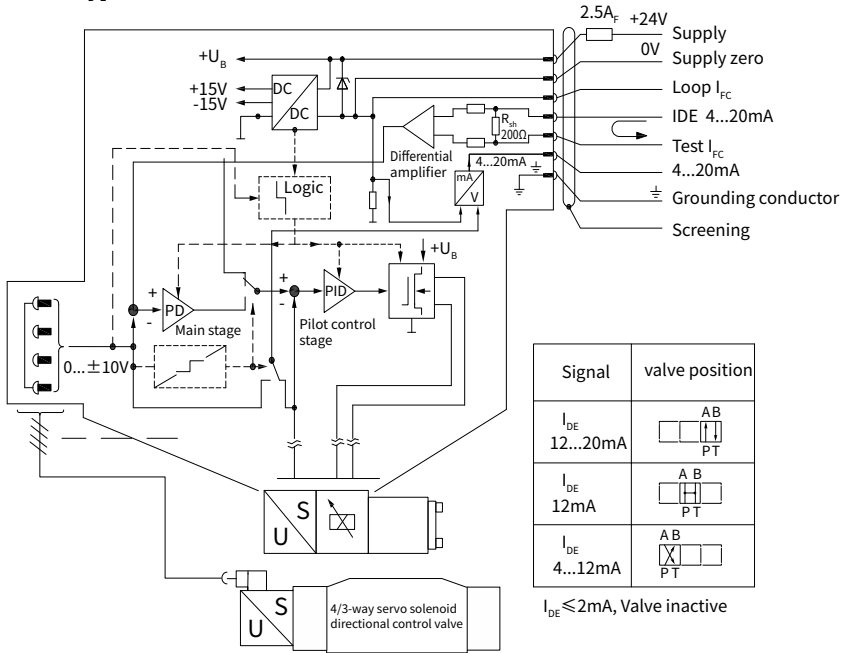 2.5A_F +24V
Supply
0V
Supply zero
Loop I_FC
IDE 4...20mA
Test I_FC
4...20mA
Grounding conductor
Screening
+U_B
+15V
-15V
DC
DC
R_sh
200Ω
Differential
amplifier
4...20mA
mA
V
Logic
+U_B
+
-
PD
Main stage
+
-
PID
Pilot control
stage
0...±10V
S
U
S
U
4/3-way servo solenoid
directional control valve
Signal valve position
I_DE
12...20mA
AB
PT
I_DE
12mA
A B
PT
I_DE
4...12mA
AB
PT
I_DE≤2mA, Valve inactive